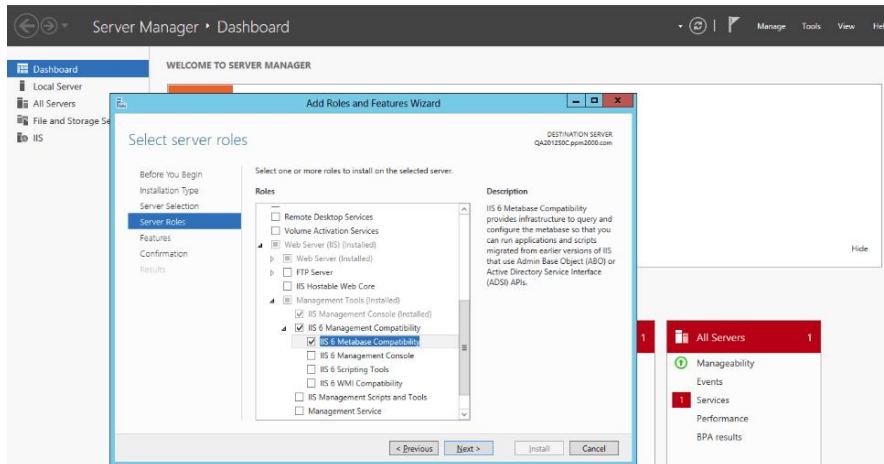 Server Manager • Dashboard
Manage Tools View Hel
Dashboard
Local Server
All Servers
File and Storage Se
IIS
WELCOME TO SERVER MANAGER
Add Roles and Features Wizard
Select server roles
DESTINATION SERVER
QA2012S0C.ppm2000.com
Before You Begin
Installation Type
Server Selection
Server Roles
Features
Confirmation
Results
Select one or more roles to install on the selected server.
Roles
Remote Desktop Services
Volume Activation Services
Web Server (IIS) (Installed)
Web Server (Installed)
FTP Server
IIS Hostable Web Core
Management Tools (Installed)
IIS Management Console (Installed)
IIS 6 Management Compatibility
IIS 6 Metabase Compatibility
IIS 6 Management Console
IIS 6 Scripting Tools
IIS 6 WMI Compatibility
IIS Management Scripts and Tools
Management Service
Description
IIS 6 Metabase Compatibility
provides infrastructure to query and
configure the metabase so that you
can run applications and scripts
migrated from earlier versions of IIS
that use Admin Base Object (ABO) or
Active Directory Service Interface
(ADSI) APIs.
< Previous Next > Install Cancel
Hide
1
All Servers 1
Manageability
Events
1 Services
Performance
BPA results